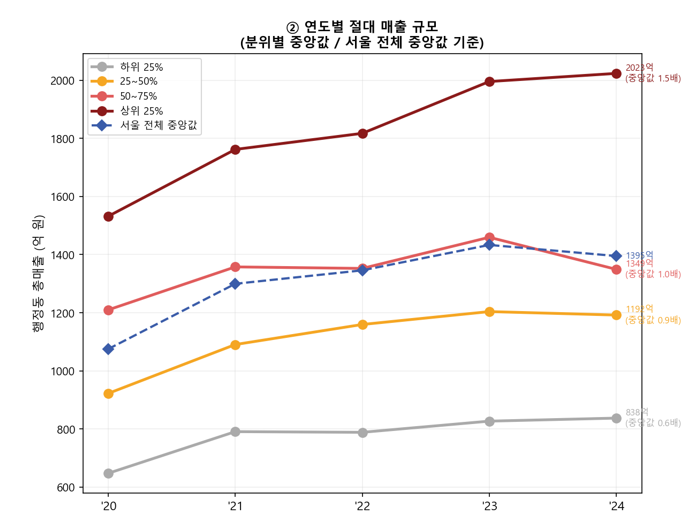 ② 연도별 절대 매출 규모
(분위별 중앙값 / 서울 전체 중앙값 기준)
하위 25%
25~50%
50~75%
상위 25%
서울 전체 중앙값
행정동 총매출 (억 원)
2000
1800
1600
1400
1200
1000
800
600
'20
'21
'22
'23
'24
2023억
(중앙값 1.5배)
1395억
1349억
(중앙값 1.0배)
1192억
(중앙값 0.9배)
838억
(중앙값 0.6배)